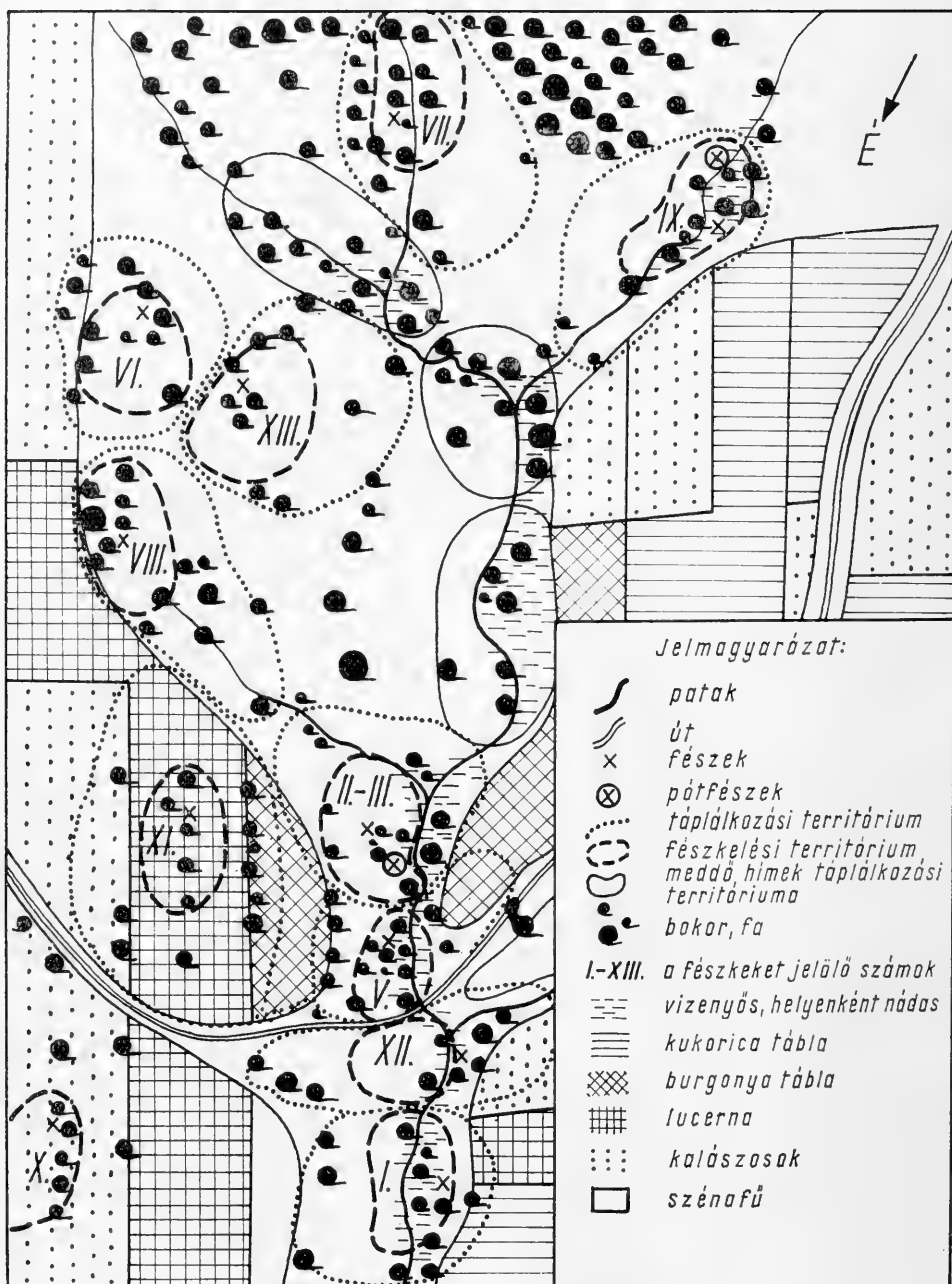 VII.
É
IX.
VI.
XIII.
VIII.
II.-III.
XI.
V.
XII.
X.
I.
Jelmagyarázat:
patak
út
fészek
pótfészek
táplálkozási territórium
fészkelési territórium
meddő, hímek táplálkozási
territóriuma
bokor, fa
I.-XIII. a fészkeket jelölő számok
vizenyős, helyenként nádas
kukorica tábla
burgonya tábla
lucerna
kalászosok
szénafű